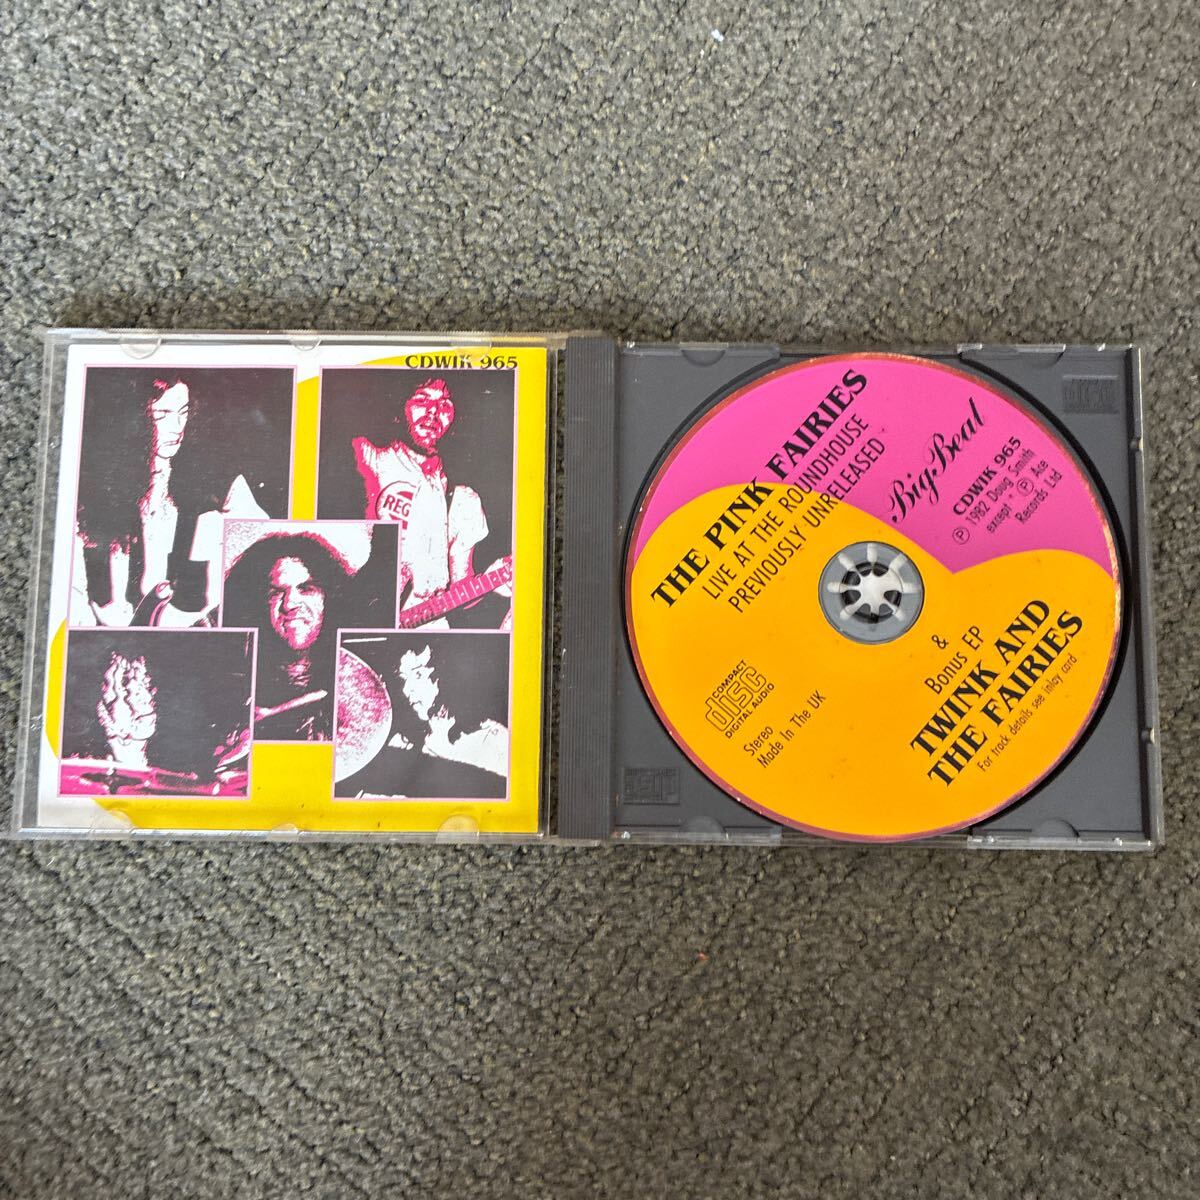 CDWIK 965
REG
THE PINK FAIRIES
LIVE AT THE ROUNDHOUSE
PREVIOUSLY UNRELEASED
Big Beat
CDWIK 965
℗ 1982 Doug Smith
except* ℗ Ace
Records Ltd
&
Bonus EP
TWINK AND
THE FAIRIES
For track details see inlay card
COMPACT
disc
DIGITAL AUDIO
Stereo
Made In The UK